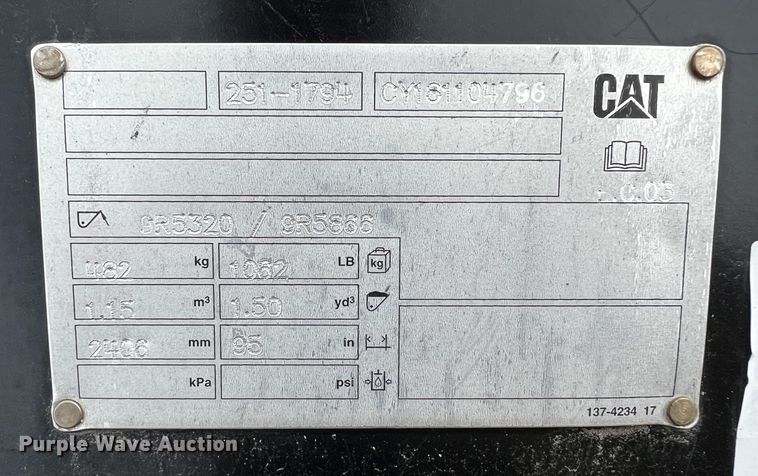 251-1794 CY181104796
CAT
1.0.05
9R5320 / 9R5866
482 kg 1062 LB kg
1.15 m³ 1.50 yd³
2406 mm 95 in
kPa psi
137-4234 17
Purple Wave Auction